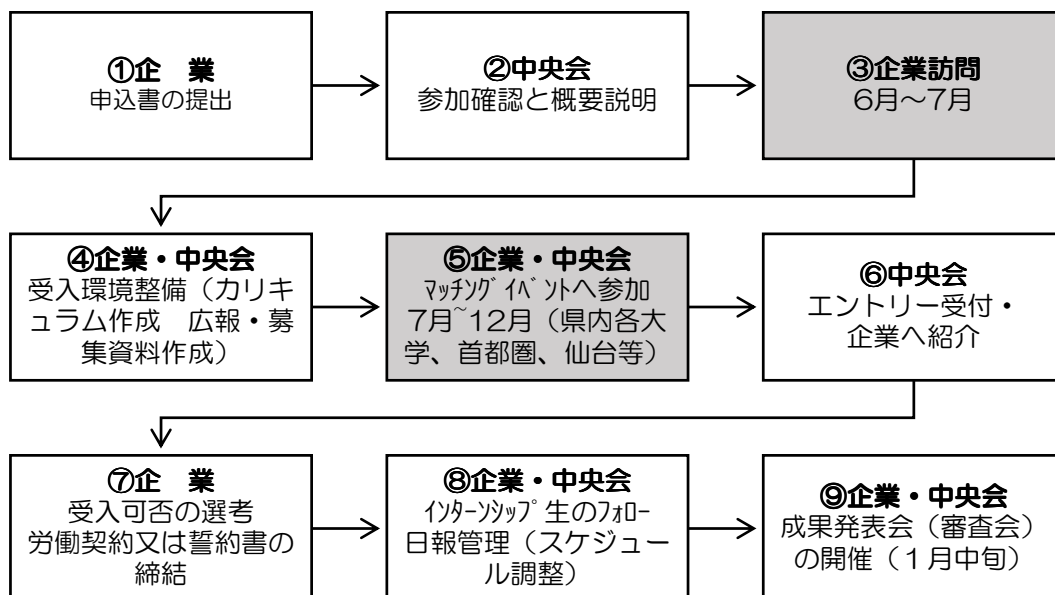 ①企　業
申込書の提出
②中央会
参加確認と概要説明
③企業訪問
6月～7月
④企業・中央会
受入環境整備（カリキ
ュラム作成　広報・募
集資料作成）
⑤企業・中央会
ﾏｯﾁﾝｸﾞｲﾍﾞﾝﾄへ参加
7月~12月（県内各大
学、首都圏、仙台等）
⑥中央会
エントリー受付・
企業へ紹介
⑦企　業
受入可否の選考
労働契約又は誓約書の
締結
⑧企業・中央会
ｲﾝﾀｰﾝｼｯﾌﾟ生のﾌｫﾛｰ
日報管理（スケジュー
ル調整）
⑨企業・中央会
成果発表会（審査会）
の開催（１月中旬）